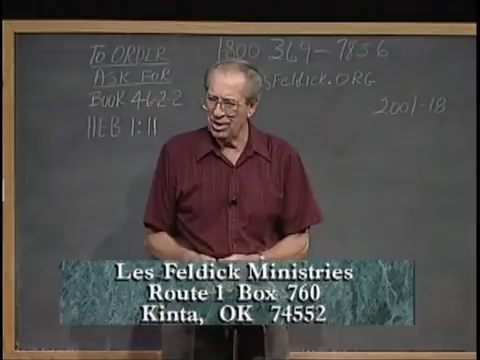 TO ORDER
ASK FOR
BOOK 46-2-2
HEB 1:11
1800 369-7856
sFeldick.ORG
2001-18
Les Feldick Ministries
Route 1 Box 760
Kinta, OK 74552